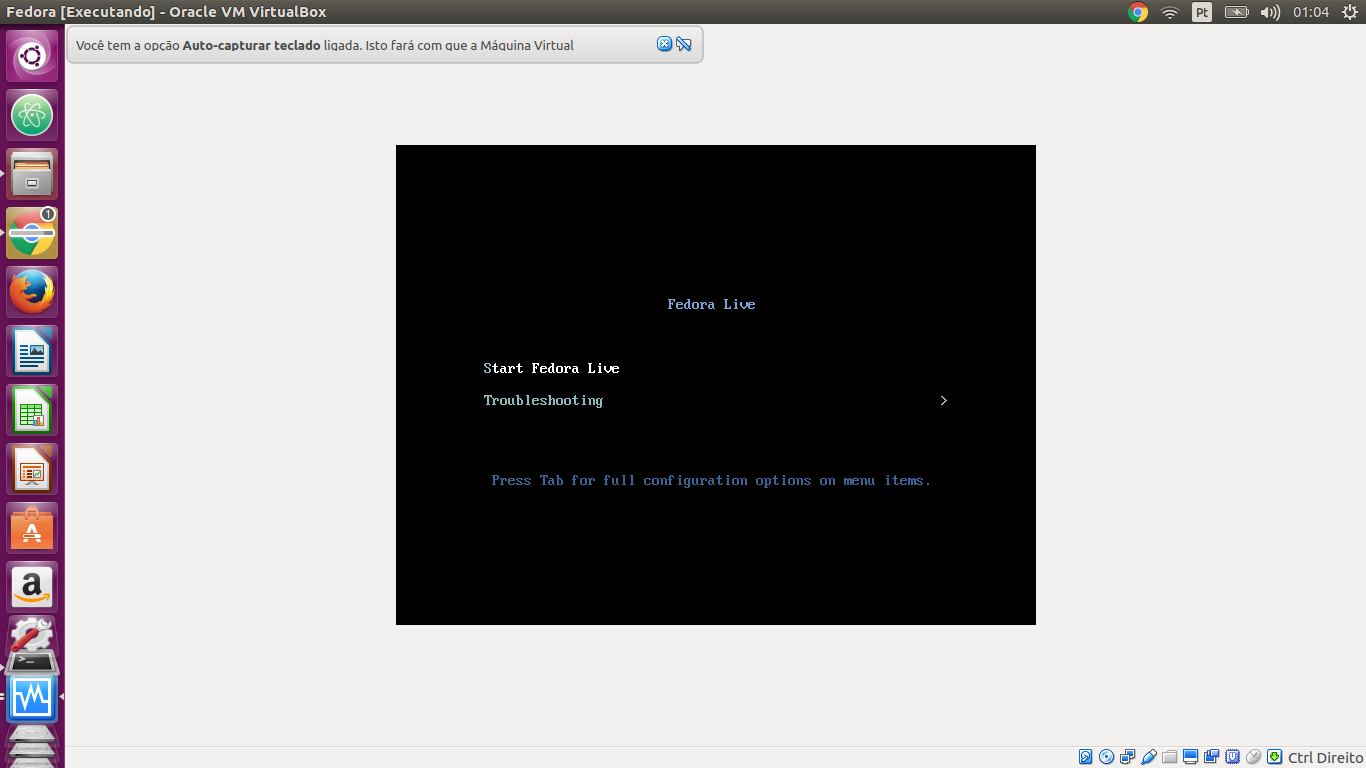 Fedora [Executando] - Oracle VM VirtualBox
Pt
01:04
Você tem a opção Auto-capturar teclado ligada. Isto fará com que a Máquina Virtual
1
Fedora Live
Start Fedora Live
Troubleshooting >
Press Tab for full configuration options on menu items.
A
a
>_
Ctrl Direito